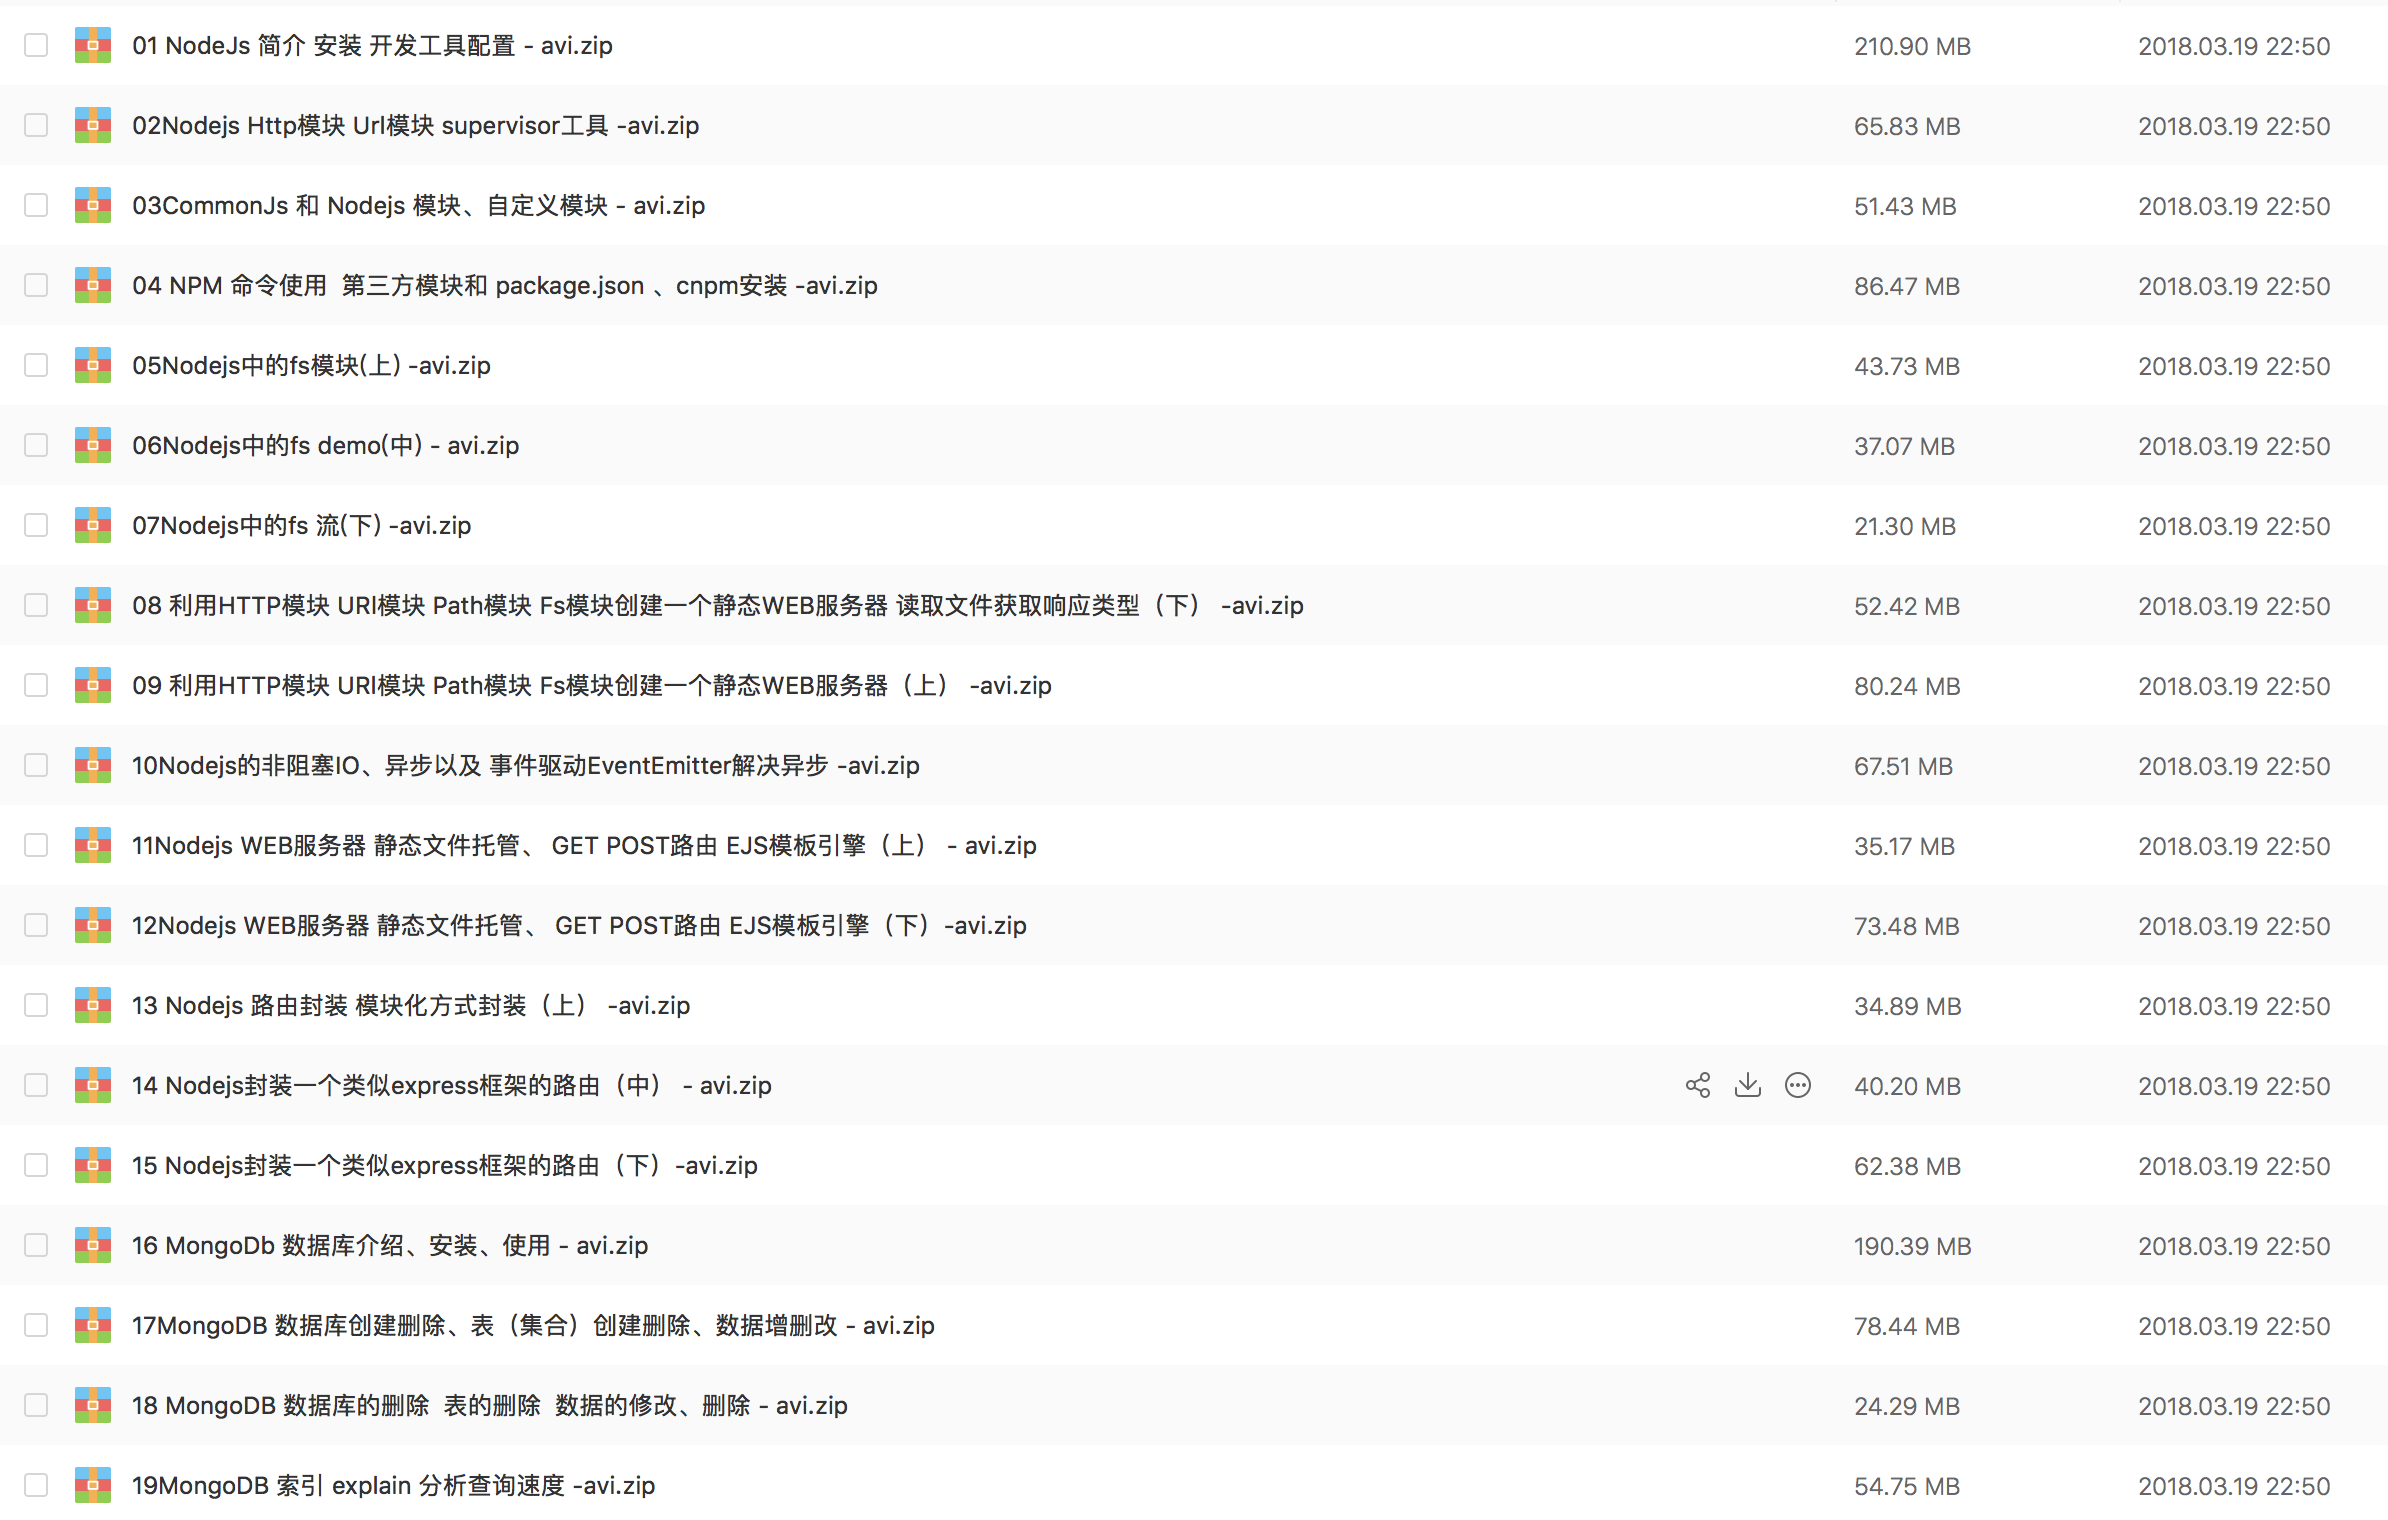 01 NodeJs 简介 安装 开发工具配置 - avi.zip 210.90 MB 2018.03.19 22:50
02Nodejs Http模块 Url模块 supervisor工具 -avi.zip 65.83 MB 2018.03.19 22:50
03CommonJs 和 Nodejs 模块、自定义模块 - avi.zip 51.43 MB 2018.03.19 22:50
04 NPM 命令使用  第三方模块和 package.json 、cnpm安装 -avi.zip 86.47 MB 2018.03.19 22:50
05Nodejs中的fs模块(上) -avi.zip 43.73 MB 2018.03.19 22:50
06Nodejs中的fs demo(中) - avi.zip 37.07 MB 2018.03.19 22:50
07Nodejs中的fs 流(下) -avi.zip 21.30 MB 2018.03.19 22:50
08 利用HTTP模块 URl模块 Path模块 Fs模块创建一个静态WEB服务器 读取文件获取响应类型（下） -avi.zip 52.42 MB 2018.03.19 22:50
09 利用HTTP模块 URl模块 Path模块 Fs模块创建一个静态WEB服务器（上） -avi.zip 80.24 MB 2018.03.19 22:50
10Nodejs的非阻塞IO、异步以及 事件驱动EventEmitter解决异步 -avi.zip 67.51 MB 2018.03.19 22:50
11Nodejs WEB服务器 静态文件托管、 GET POST路由 EJS模板引擎（上） - avi.zip 35.17 MB 2018.03.19 22:50
12Nodejs WEB服务器 静态文件托管、 GET POST路由 EJS模板引擎（下）-avi.zip 73.48 MB 2018.03.19 22:50
13 Nodejs 路由封装 模块化方式封装（上） -avi.zip 34.89 MB 2018.03.19 22:50
14 Nodejs封装一个类似express框架的路由（中） - avi.zip 40.20 MB 2018.03.19 22:50
15 Nodejs封装一个类似express框架的路由（下）-avi.zip 62.38 MB 2018.03.19 22:50
16 MongoDb 数据库介绍、安装、使用 - avi.zip 190.39 MB 2018.03.19 22:50
17MongoDB 数据库创建删除、表（集合）创建删除、数据增删改 - avi.zip 78.44 MB 2018.03.19 22:50
18 MongoDB 数据库的删除  表的删除  数据的修改、删除 - avi.zip 24.29 MB 2018.03.19 22:50
19MongoDB 索引 explain 分析查询速度 -avi.zip 54.75 MB 2018.03.19 22:50